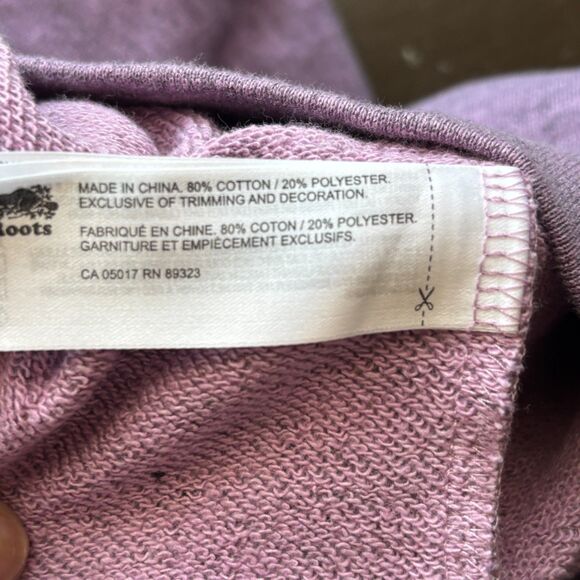 Roots
MADE IN CHINA. 80% COTTON / 20% POLYESTER.
EXCLUSIVE OF TRIMMING AND DECORATION.
FABRIQUÉ EN CHINE. 80% COTTON / 20% POLYESTER.
GARNITURE ET EMPIÈCEMENT EXCLUSIFS.
CA 05017 RN 89323